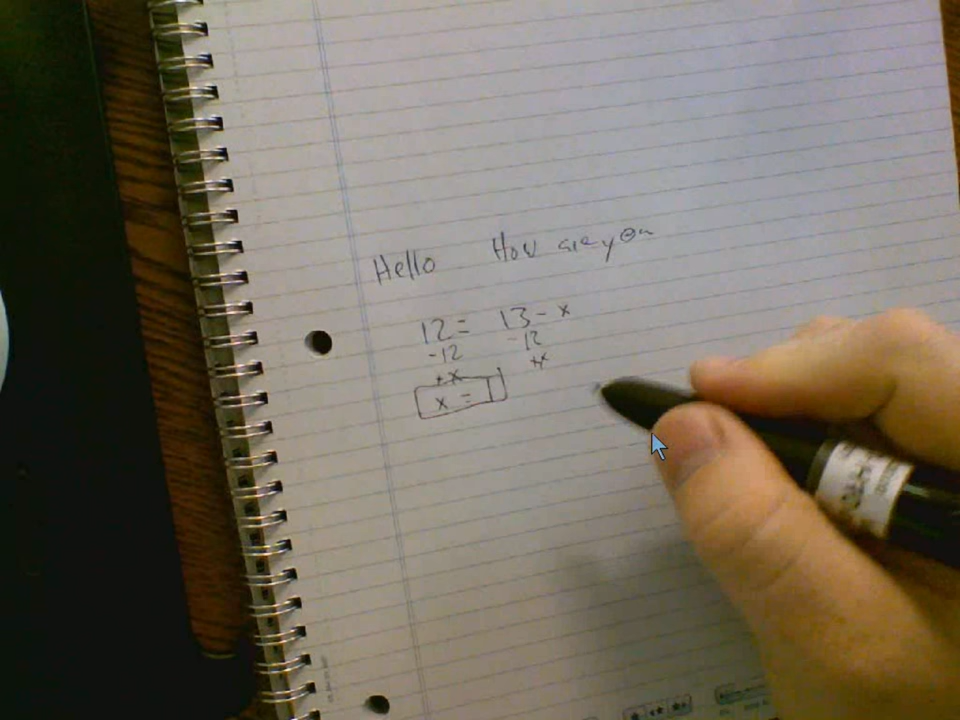 Hello How are you
12 = 13 - x
-12 -12
+x +x
x = 1